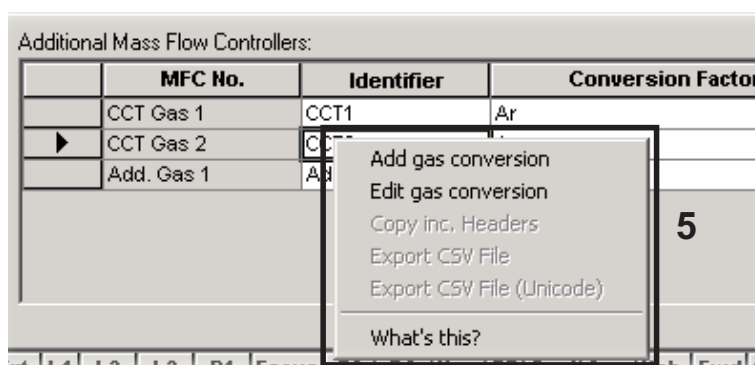 Additional Mass Flow Controllers:
MFC No. Identifier Conversion Factor
CCT Gas 1 CCT1 Ar
CCT Gas 2
Add. Gas 1 Ad
Add gas conversion
Edit gas conversion
Copy inc. Headers
5
Export CSV File
Export CSV File (Unicode)
What's this?